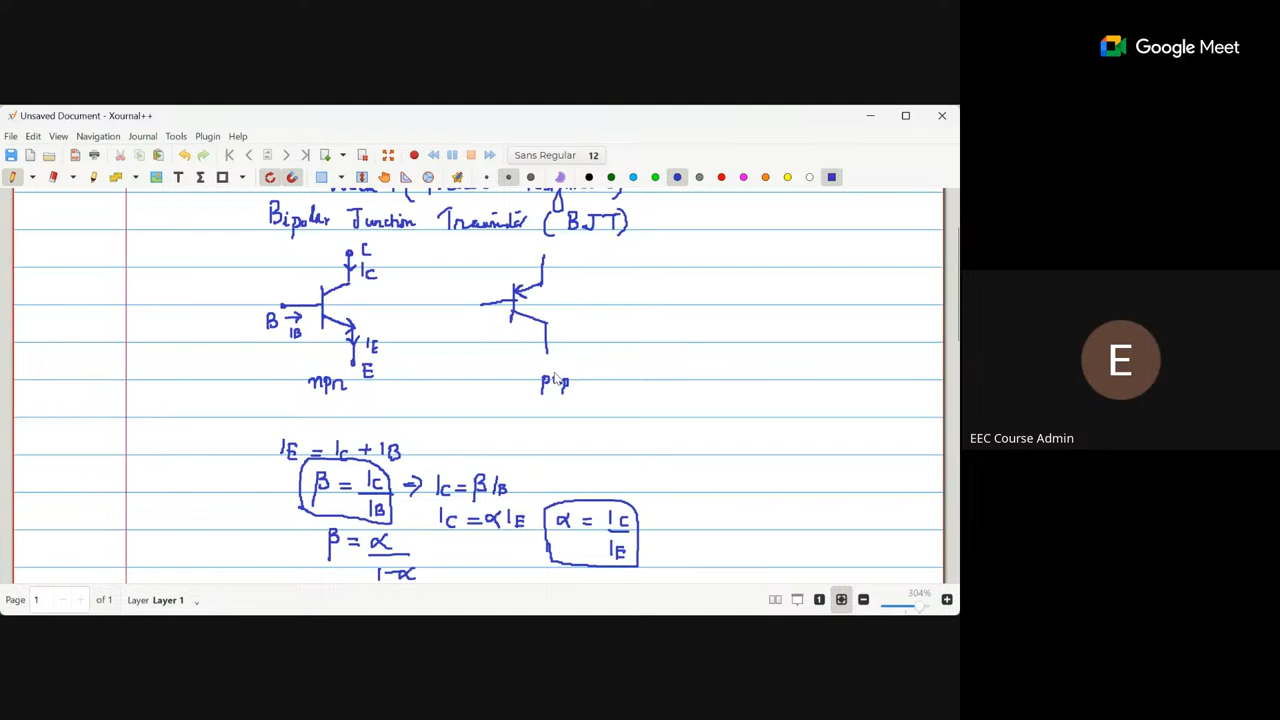 Google Meet
Unsaved Document - Xournal++
File Edit View Navigation Journal Tools Plugin Help
Sans Regular 12
Bipolar Junction Transistor (BJT)
C
IC
B
IB
IE
E
npn
pnp
IE = IC + IB
β = IC / IB → IC = β IB
IC = α IE
α = IC / IE
β = α / 1-α
E
EEC Course Admin
Page 1 of 1 Layer Layer 1
1
304%